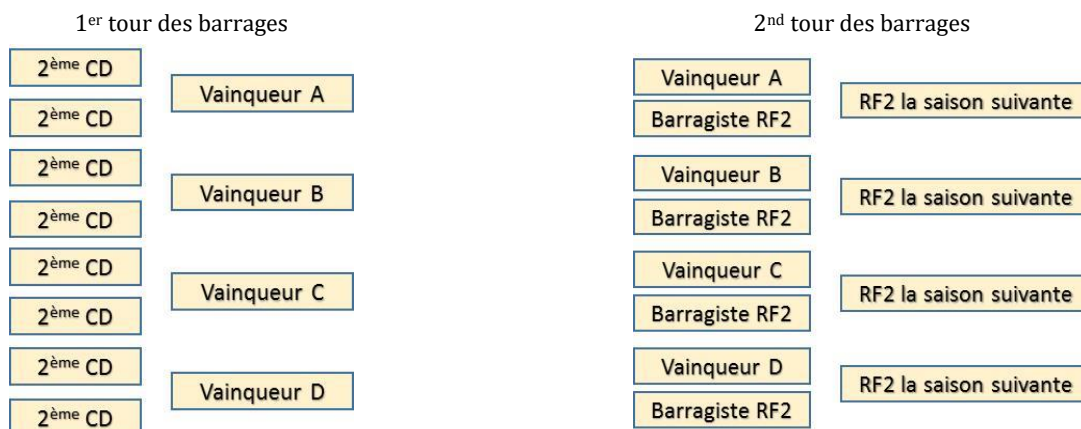 1er tour des barrages
2ème CD
2ème CD
Vainqueur A
2ème CD
2ème CD
Vainqueur B
2ème CD
2ème CD
Vainqueur C
2ème CD
2ème CD
Vainqueur D
2nd tour des barrages
Vainqueur A
Barragiste RF2
RF2 la saison suivante
Vainqueur B
Barragiste RF2
RF2 la saison suivante
Vainqueur C
Barragiste RF2
RF2 la saison suivante
Vainqueur D
Barragiste RF2
RF2 la saison suivante